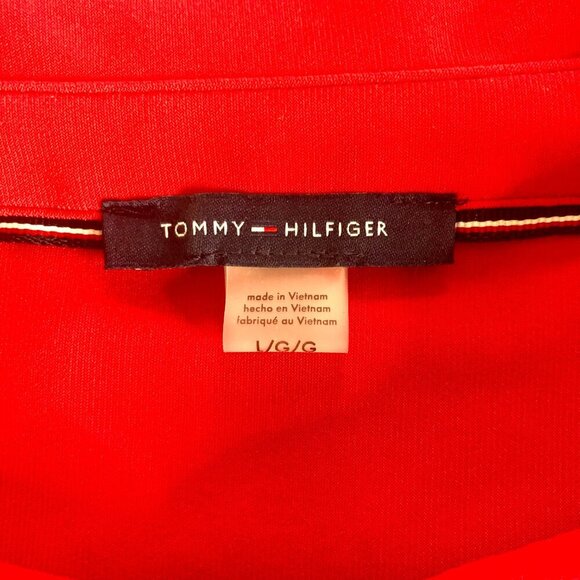 TOMMY HILFIGER
made in Vietnam
hecho en Vietnam
fabriqué au Vietnam
L/G/G